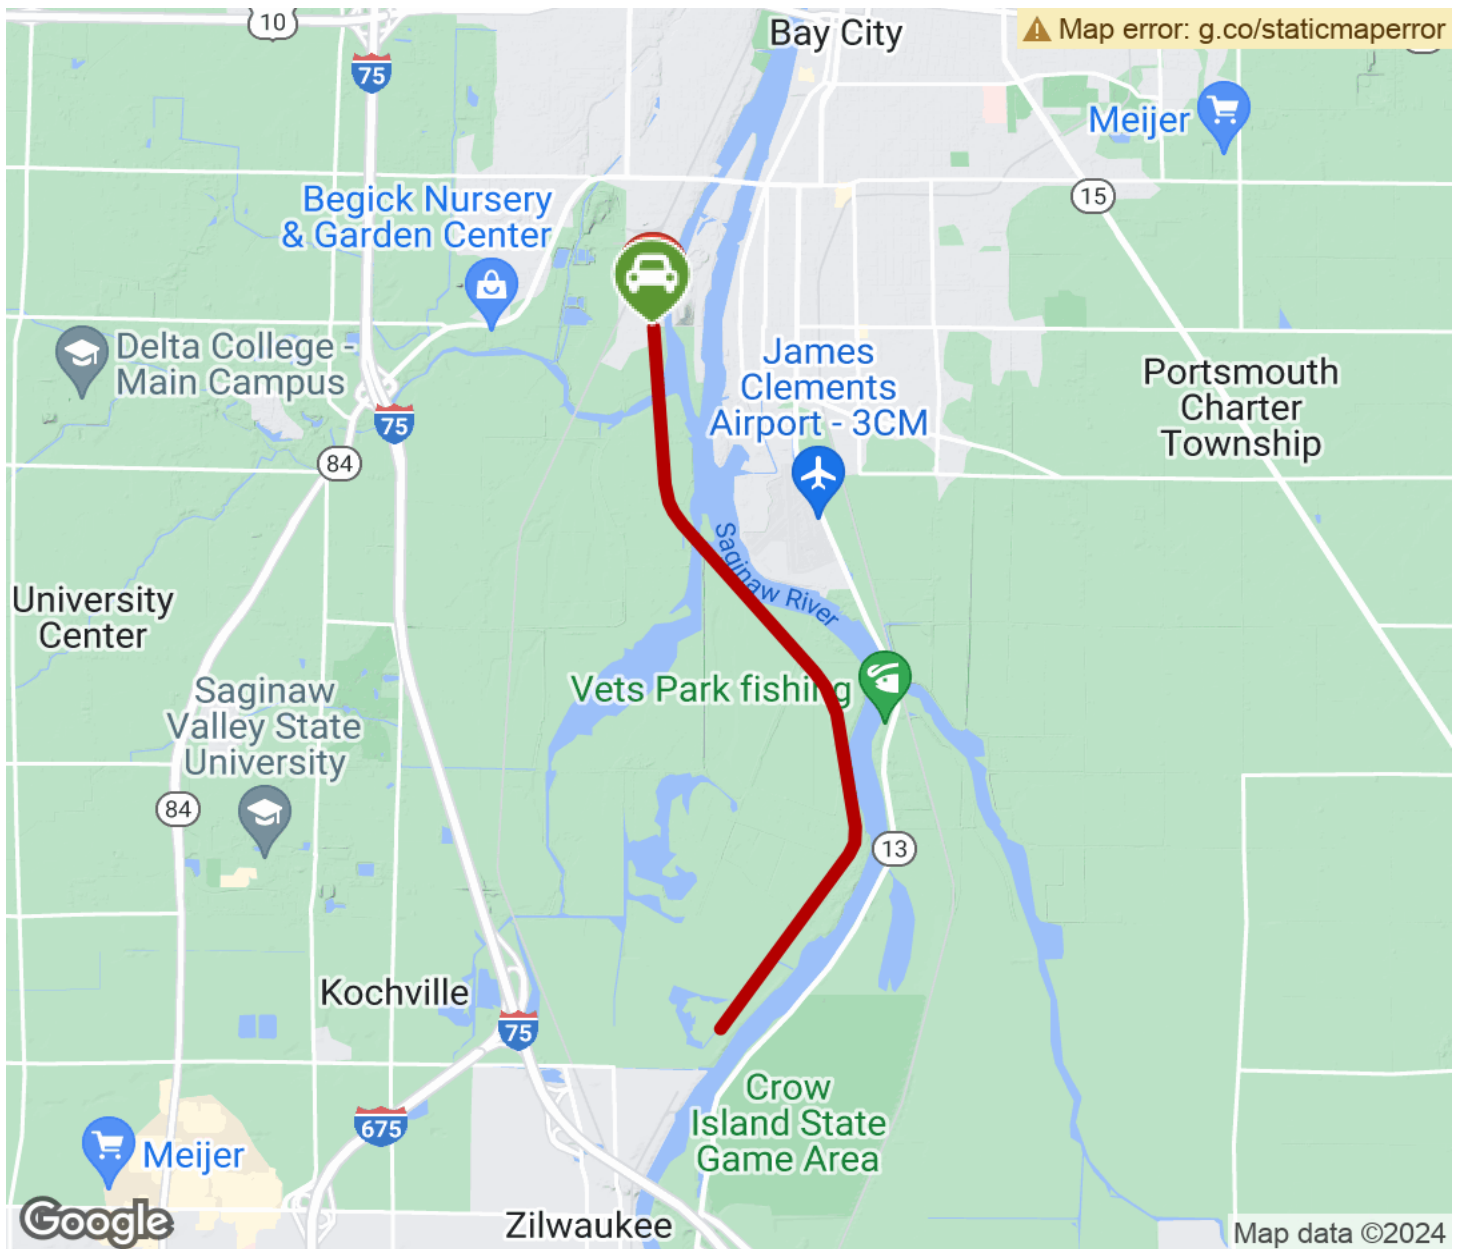 10
Bay City
Map error: g.co/staticmaperror
75
Meijer
15
Begick Nursery
& Garden Center
Delta College -
Main Campus
James
Clements
Airport - 3CM
Portsmouth
Charter
Township
75
84
Saginaw River
University
Center
Vets Park fishing
Saginaw
Valley State
University
84
13
Kochville
75
Crow
Island State
Game Area
675
Meijer
Google
Zilwaukee
Map data ©2024